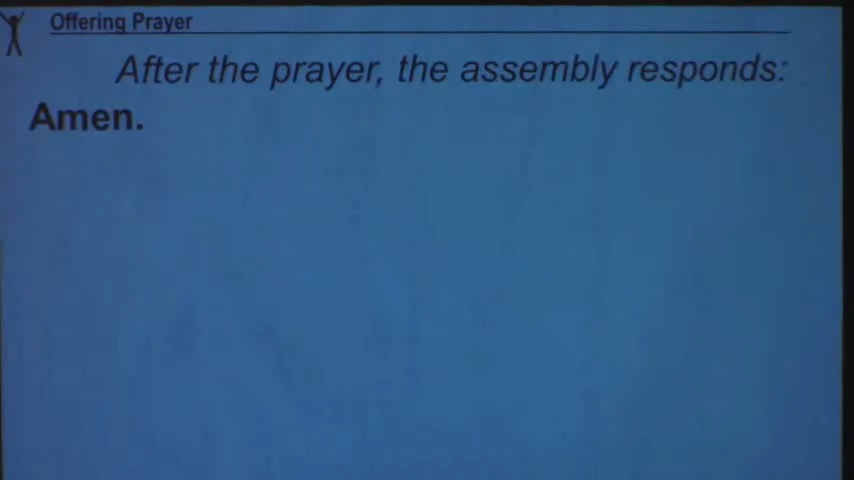 Offering Prayer
After the prayer, the assembly responds:
Amen.